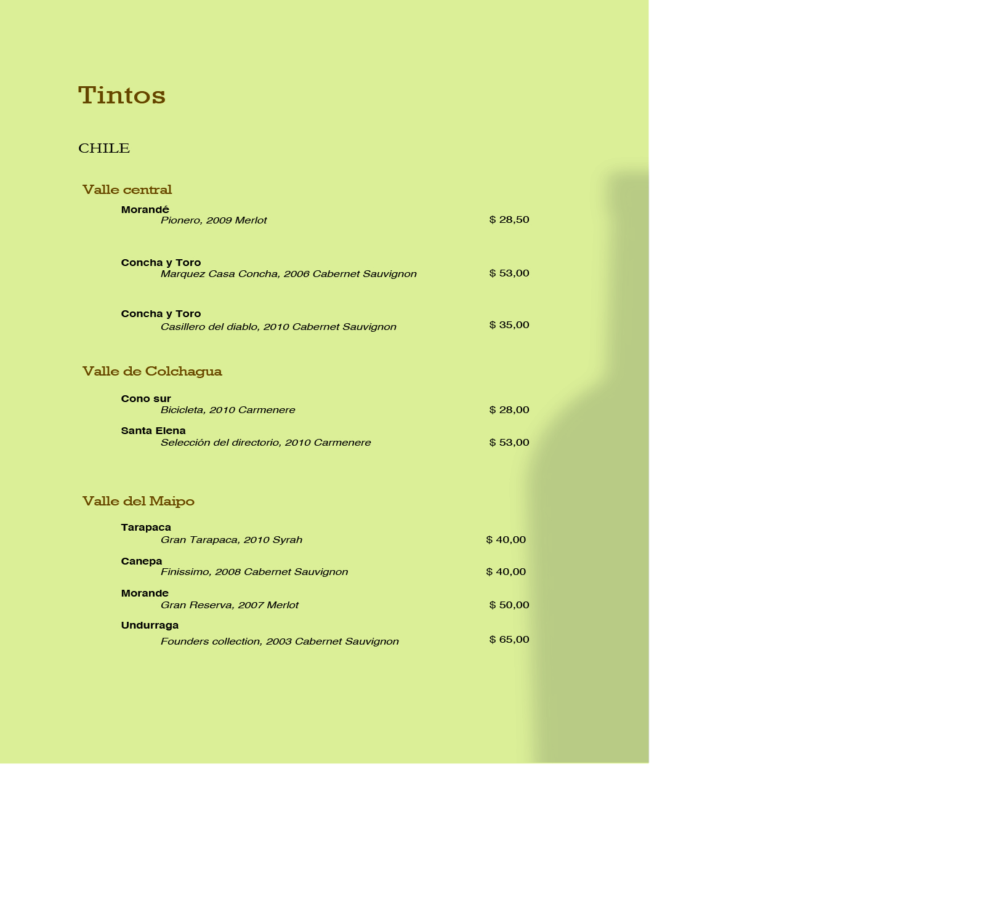 Tintos
CHILE
Valle central
Morandé
Pionero, 2009 Merlot $ 28,50
Concha y Toro
Marquez Casa Concha, 2006 Cabernet Sauvignon $ 53,00
Concha y Toro
Casillero del diablo, 2010 Cabernet Sauvignon $ 35,00
Valle de Colchagua
Cono sur
Bicicleta, 2010 Carmenere $ 28,00
Santa Elena
Selección del directorio, 2010 Carmenere $ 53,00
Valle del Maipo
Tarapaca
Gran Tarapaca, 2010 Syrah $ 40,00
Canepa
Finissimo, 2008 Cabernet Sauvignon $ 40,00
Morande
Gran Reserva, 2007 Merlot $ 50,00
Undurraga
Founders collection, 2003 Cabernet Sauvignon $ 65,00